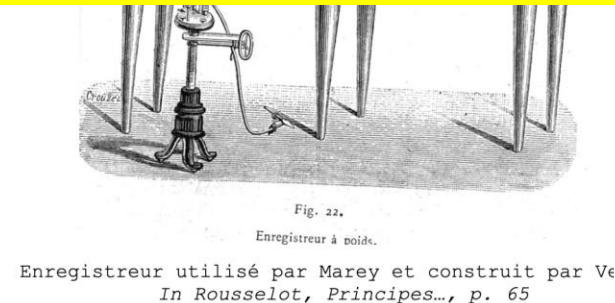 Fig. 22.
Enregistreur à poids.
Enregistreur utilisé par Marey et construit par Ve
In Rousselot, Principes…, p. 65